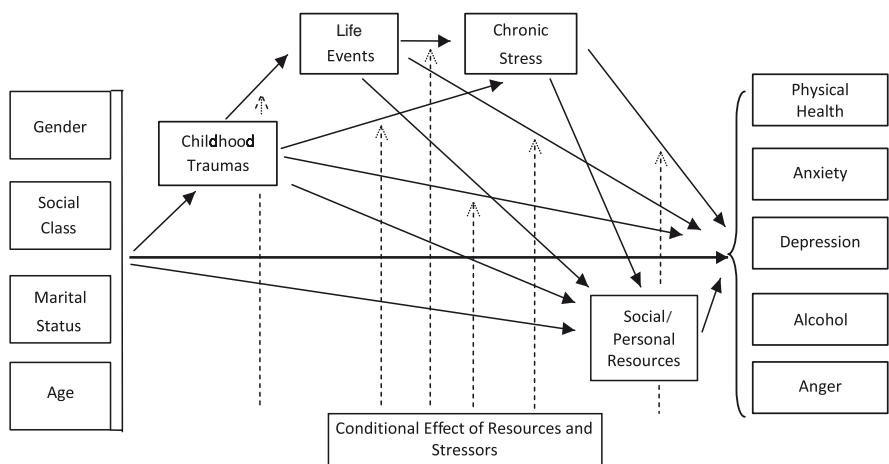 Life
Events
Chronic
Stress
Gender
Childhood
Traumas
Social
Class
Marital
Status
Age
Social/
Personal
Resources
Physical
Health
Anxiety
Depression
Alcohol
Anger
Conditional Effect of Resources and
Stressors